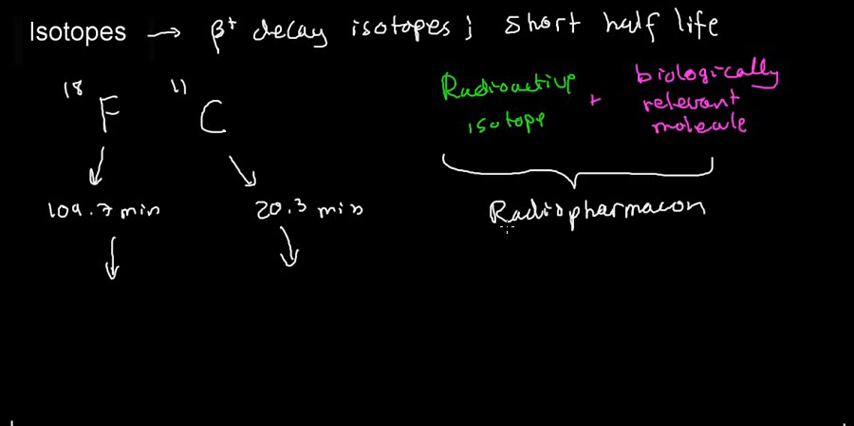 Isotopes → β⁺ decay isotopes; short half life
¹⁸F ¹¹C
109.7 min 20.3 min
Radioactive isotope + biologically relevant molecule
Radiopharmacon